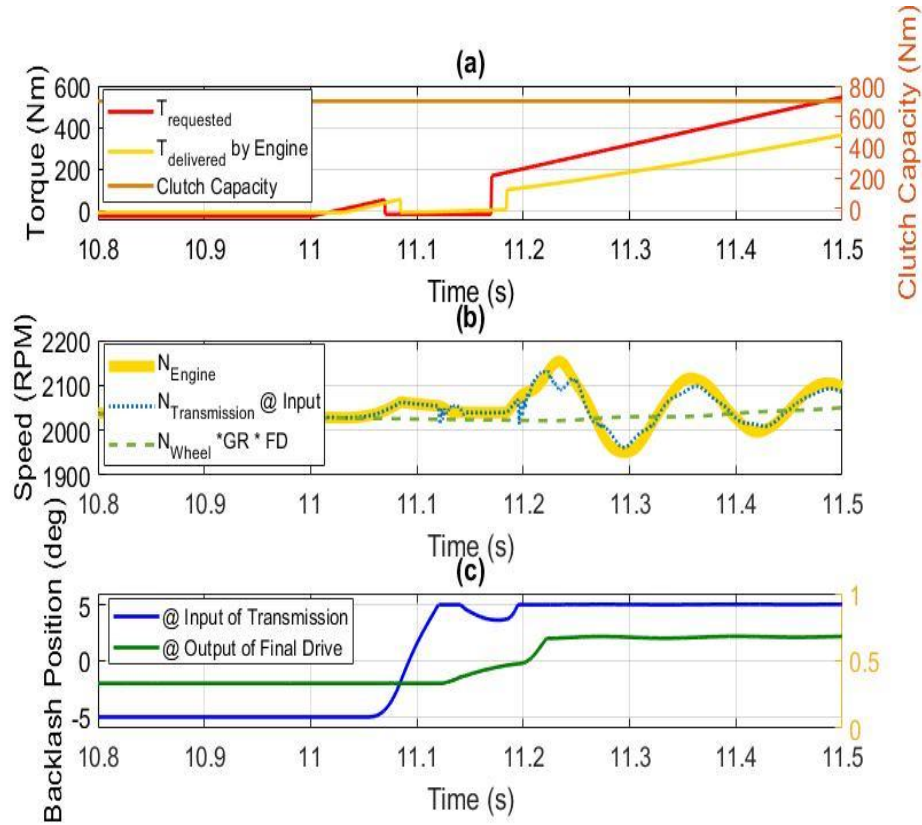 (a)
Torque (Nm)
600
400
200
0
T requested
T delivered by Engine
Clutch Capacity
800
600
400
200
0
Clutch Capacity (Nm)
10.8 10.9 11 11.1 11.2 11.3 11.4 11.5
Time (s)
(b)
Speed (RPM)
2200
2100
2000
1900
N Engine
N Transmission @ Input
N Wheel *GR * FD
10.8 10.9 11 11.1 11.2 11.3 11.4 11.5
Time (s)
(c)
Backlash Position (deg)
5
0
-5
@ Input of Transmission
@ Output of Final Drive
1
0.5
0
10.8 10.9 11 11.1 11.2 11.3 11.4 11.5
Time (s)